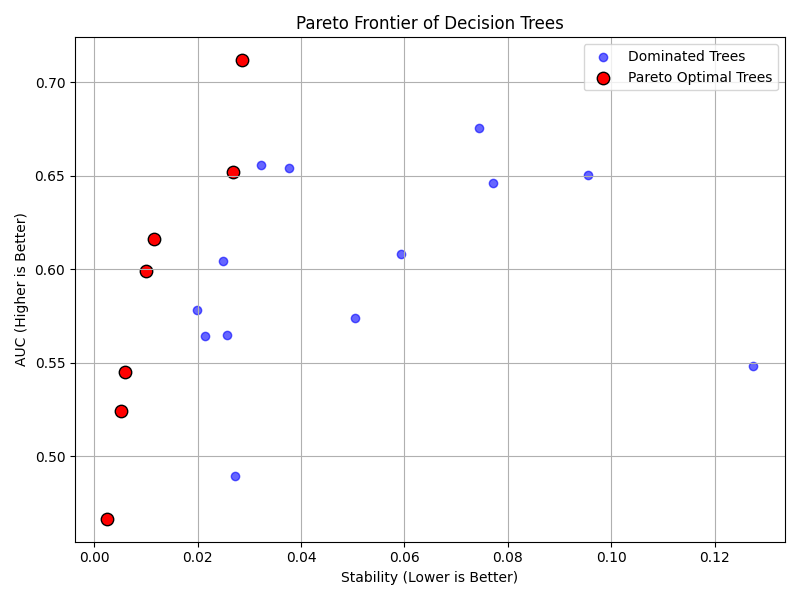 Pareto Frontier of Decision Trees
Dominated Trees
Pareto Optimal Trees
AUC (Higher is Better)
0.70
0.65
0.60
0.55
0.50
0.00 0.02 0.04 0.06 0.08 0.10 0.12
Stability (Lower is Better)